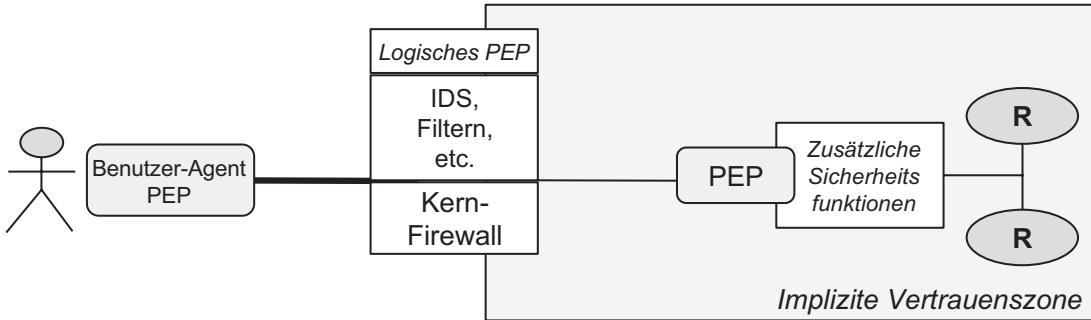 Logisches PEP
IDS,
Filtern,
etc.
Kern-
Firewall
Benutzer-Agent
PEP
PEP
Zusätzliche
Sicherheits
funktionen
R
R
Implizite Vertrauenszone